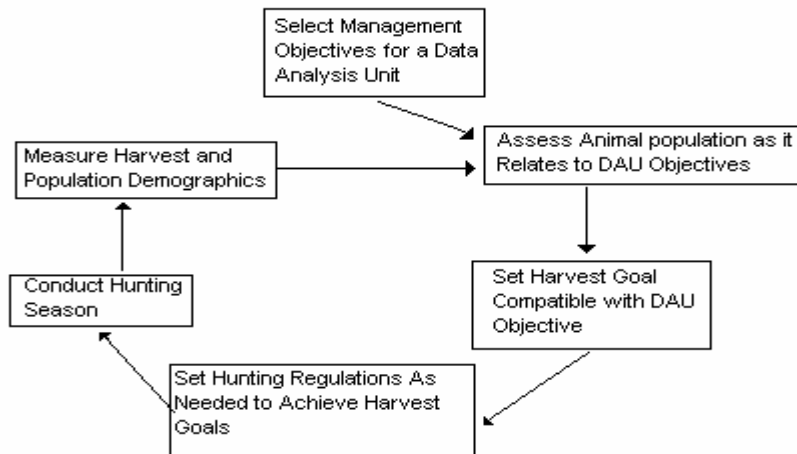 Select Management
Objectives for a Data
Analysis Unit
Assess Animal population as it
Relates to DAU Objectives
Measure Harvest and
Population Demographics
Set Harvest Goal
Compatible with DAU
Objective
Conduct Hunting
Season
Set Hunting Regulations As
Needed to Achieve Harvest
Goals